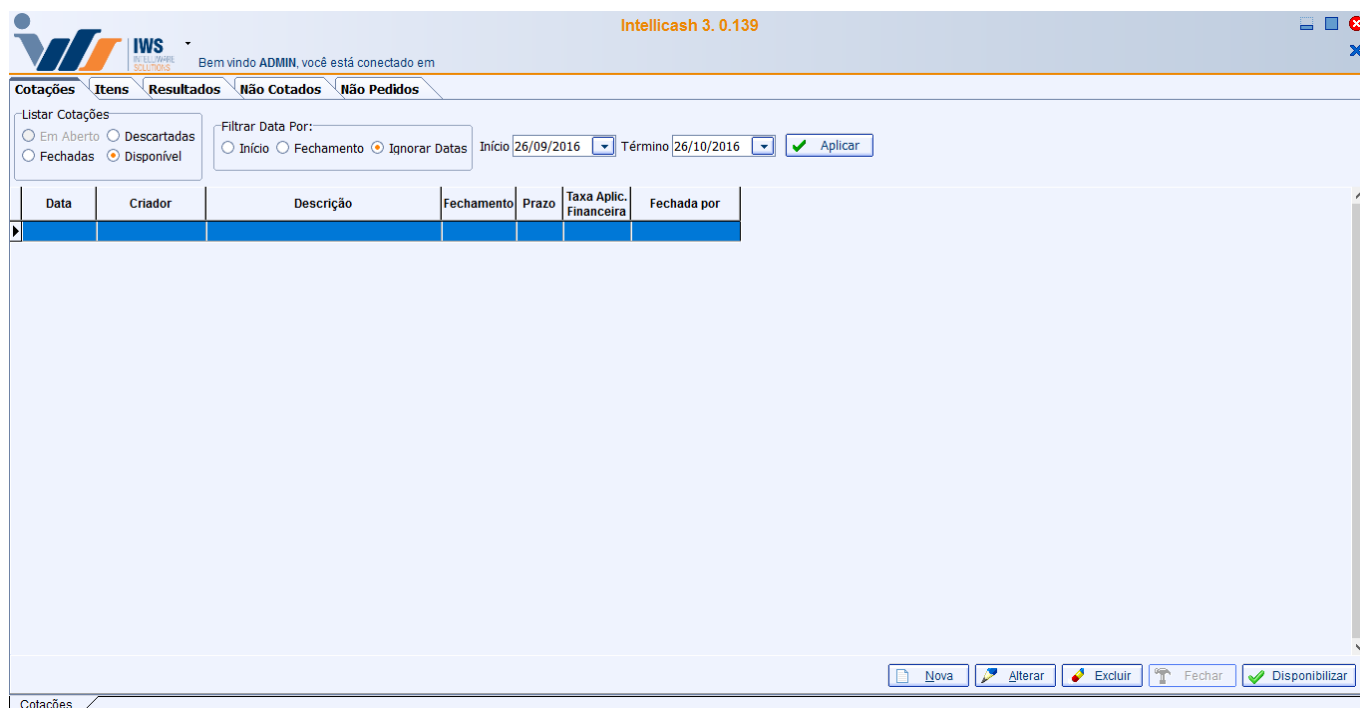 Intellicash 3. 0.139
IWS
INTELLIWARE
SOLUTIONS
Bem vindo ADMIN, você está conectado em
Cotações Itens Resultados Não Cotados Não Pedidos
Listar Cotações
Em Aberto Descartadas
Fechadas Disponível
Filtrar Data Por:
Início Fechamento Ignorar Datas
Início 26/09/2016 Término 26/10/2016 Aplicar
Data Criador Descrição Fechamento Prazo Taxa Aplic. Financeira Fechada por
Nova Alterar Excluir Fechar Disponibilizar
Cotações